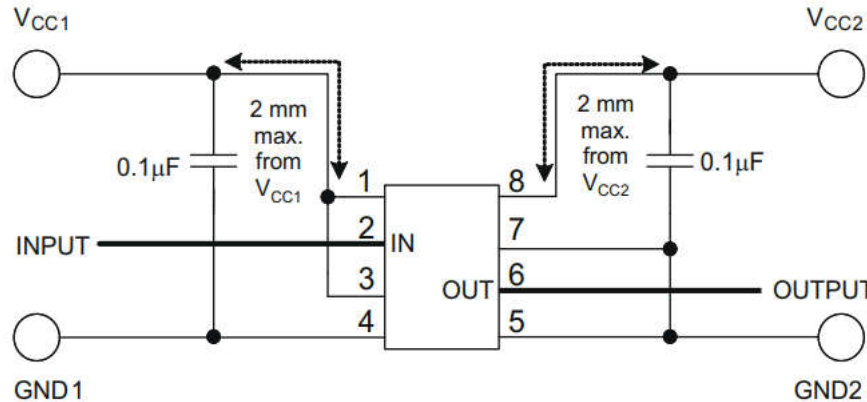 VCC1
VCC2
2 mm
max.
from
VCC1
2 mm
max.
from
VCC2
0.1µF
0.1µF
1
8
2
IN
7
INPUT
3
OUT
6
OUTPUT
4
5
GND1
GND2